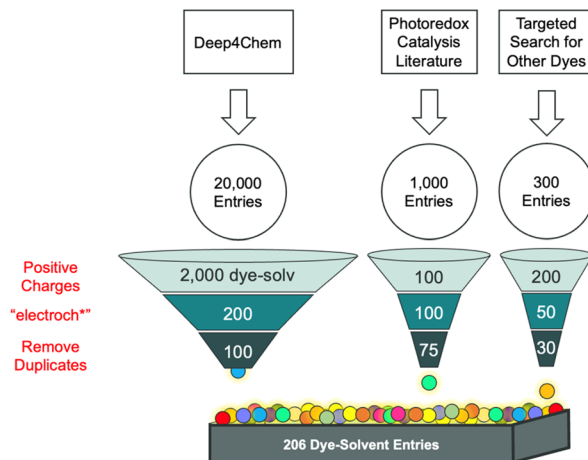 Deep4Chem
Photoredox
Catalysis
Literature
Targeted
Search for
Other Dyes
20,000
Entries
1,000
Entries
300
Entries
Positive
Charges
2,000 dye-solv
100
200
"electroch*"
200
100
50
Remove
Duplicates
100
75
30
206 Dye-Solvent Entries